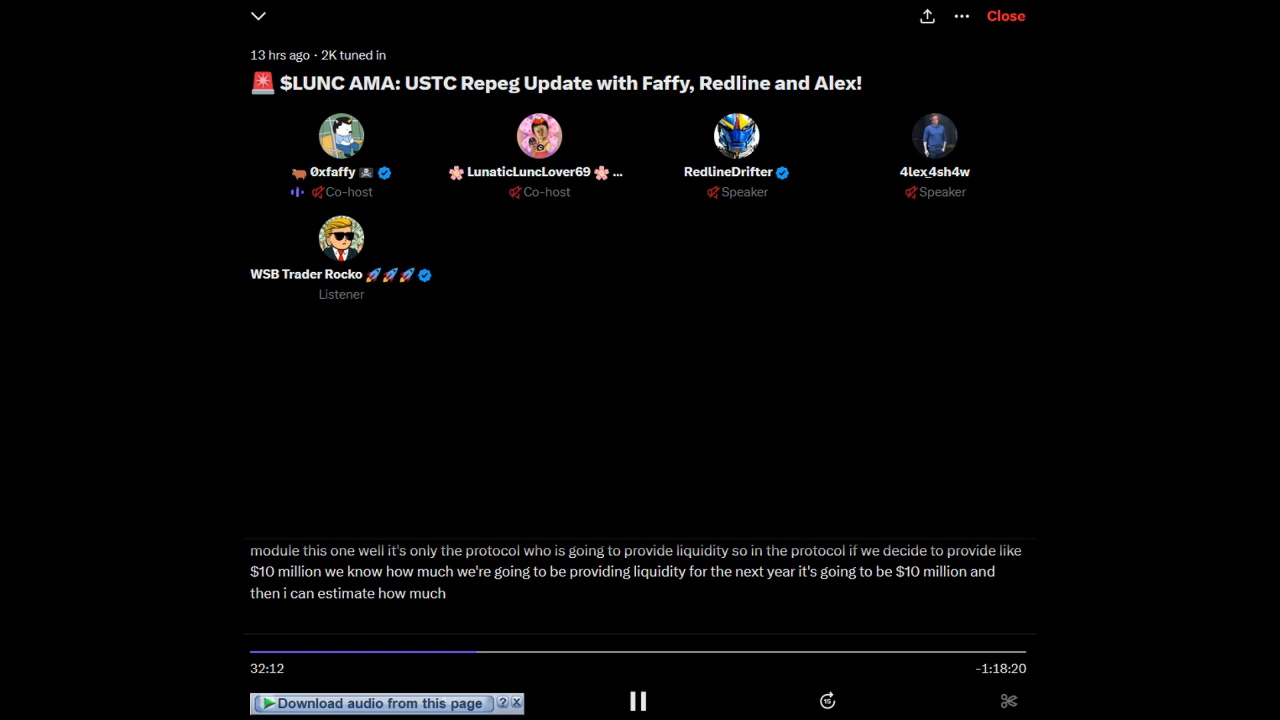 Close
13 hrs ago · 2K tuned in
🚨 $LUNC AMA: USTC Repeg Update with Faffy, Redline and Alex!
🐂 0xfaffy 🏴‍☠️ 🌸 LunaticLuncLover69 🌸 ... RedlineDrifter 4lex_4sh4w
Co-host Co-host Speaker Speaker
WSB Trader Rocko 🚀🚀🚀
Listener
module this one well it's only the protocol who is going to provide liquidity so in the protocol if we decide to provide like
$10 million we know how much we're going to be providing liquidity for the next year it's going to be $10 million and
then i can estimate how much
32:12 -1:18:20
Download audio from this page ? X
15